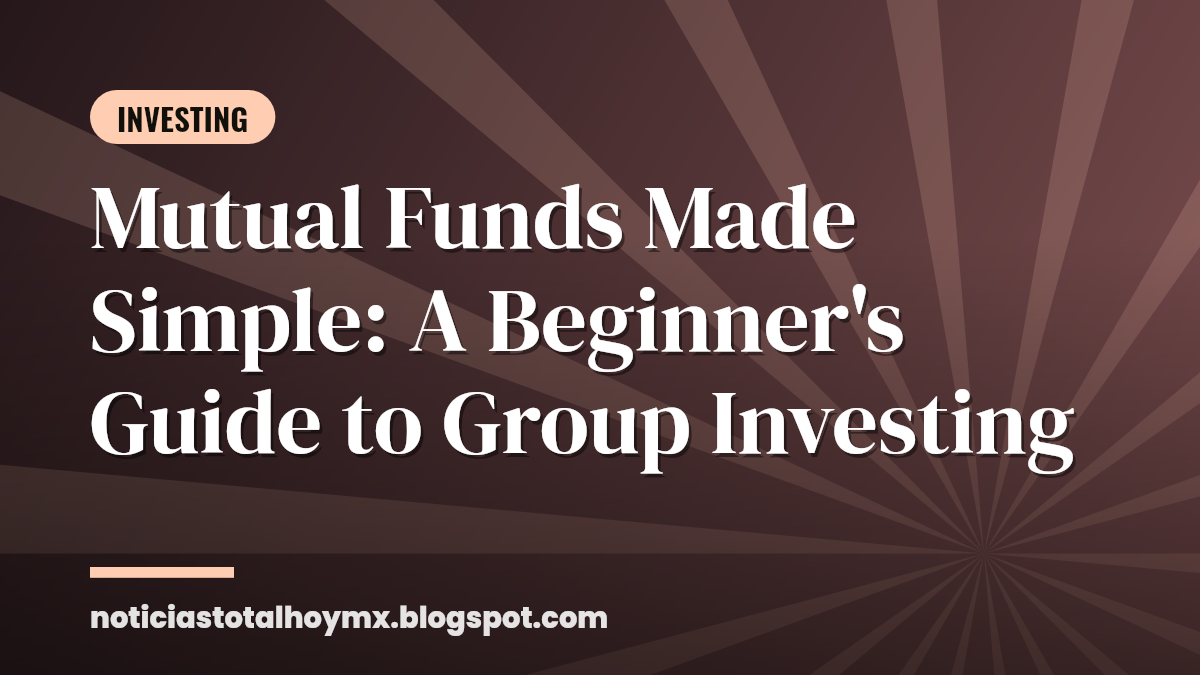 INVESTING
Mutual Funds Made
Simple: A Beginner's
Guide to Group Investing
noticiastotalhoymx.blogspot.com